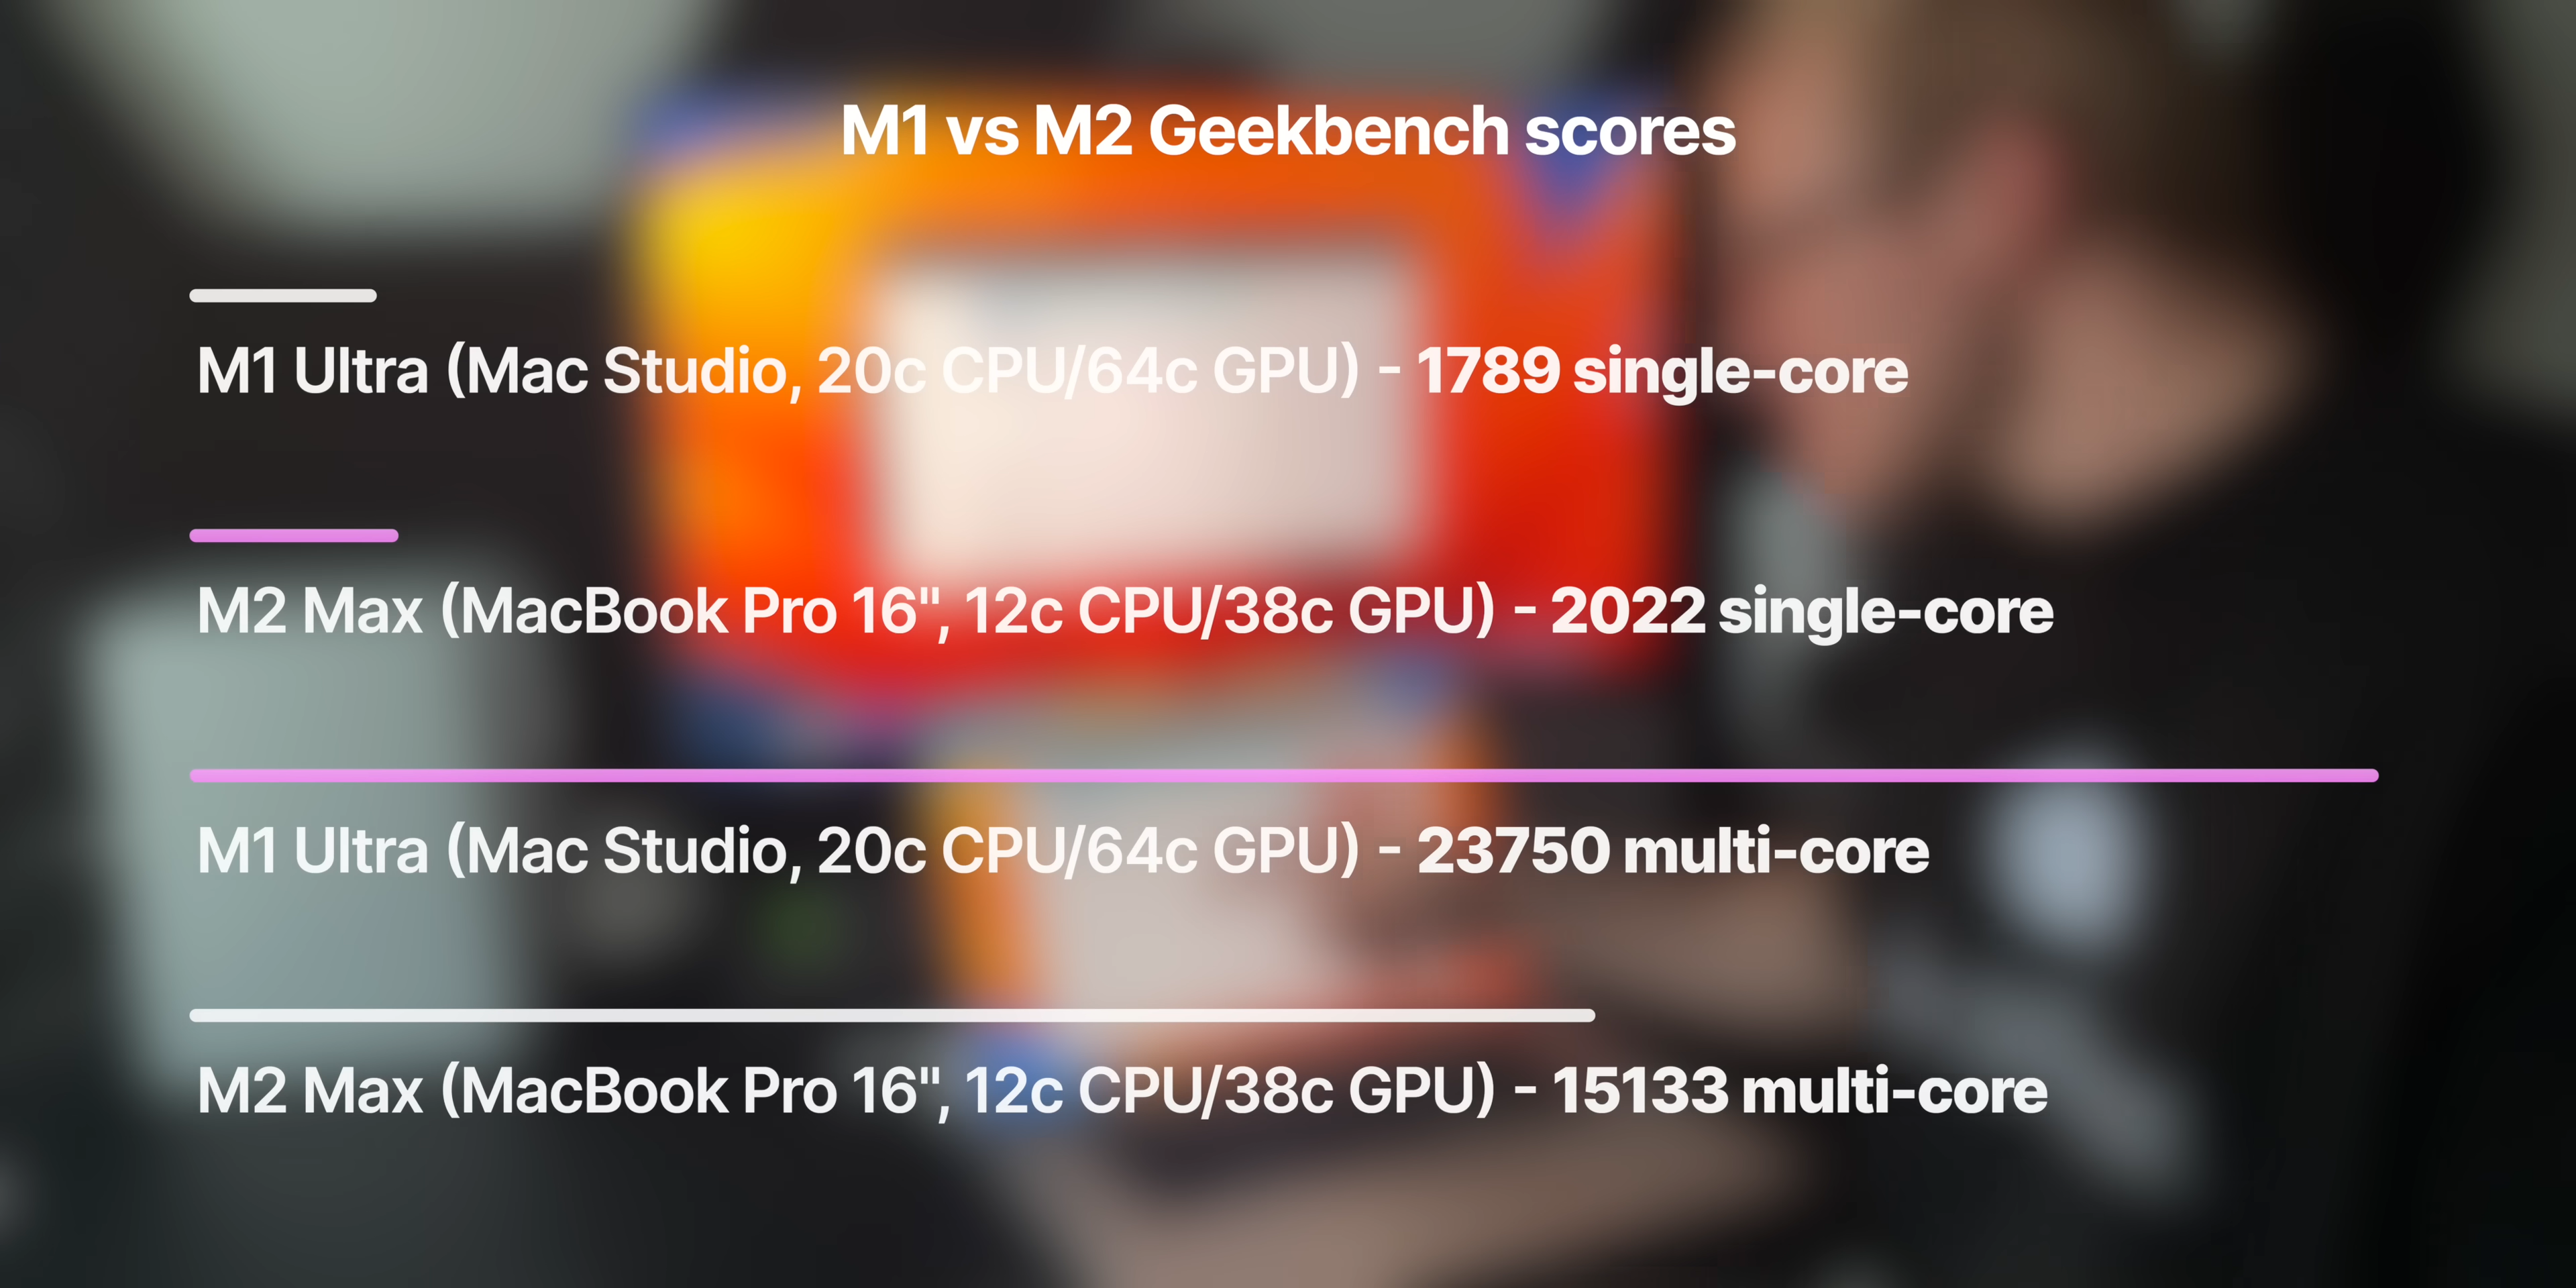 M1 vs M2 Geekbench scores
M1 Ultra (Mac Studio, 20c CPU/64c GPU) - 1789 single-core
M2 Max (MacBook Pro 16", 12c CPU/38c GPU) - 2022 single-core
M1 Ultra (Mac Studio, 20c CPU/64c GPU) - 23750 multi-core
M2 Max (MacBook Pro 16", 12c CPU/38c GPU) - 15133 multi-core